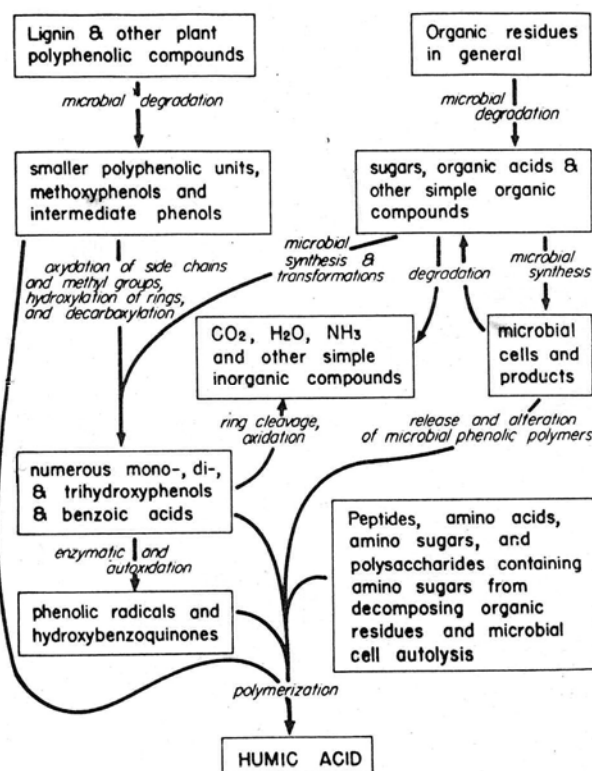 Lignin & other plant
polyphenolic compounds
Organic residues
in general
microbial degradation
microbial
degradation
smaller polyphenolic units,
methoxyphenols and
intermediate phenols
sugars, organic acids &
other simple organic
compounds
oxydation of side chains
and methyl groups,
hydroxylation of rings,
and decarboxylation
microbial
synthesis &
transformations
degradation
microbial
synthesis
CO2, H2O, NH3
and other simple
inorganic compounds
microbial
cells and
products
ring cleavage,
oxidation
release and alteration
of microbial phenolic polymers
numerous mono-, di-,
& trihydroxyphenols
& benzoic acids
enzymatic and
autoxidation
phenolic radicals and
hydroxybenzoquinones
Peptides, amino acids,
amino sugars, and
polysaccharides containing
amino sugars from
decomposing organic
residues and microbial
cell autolysis
polymerization
HUMIC ACID